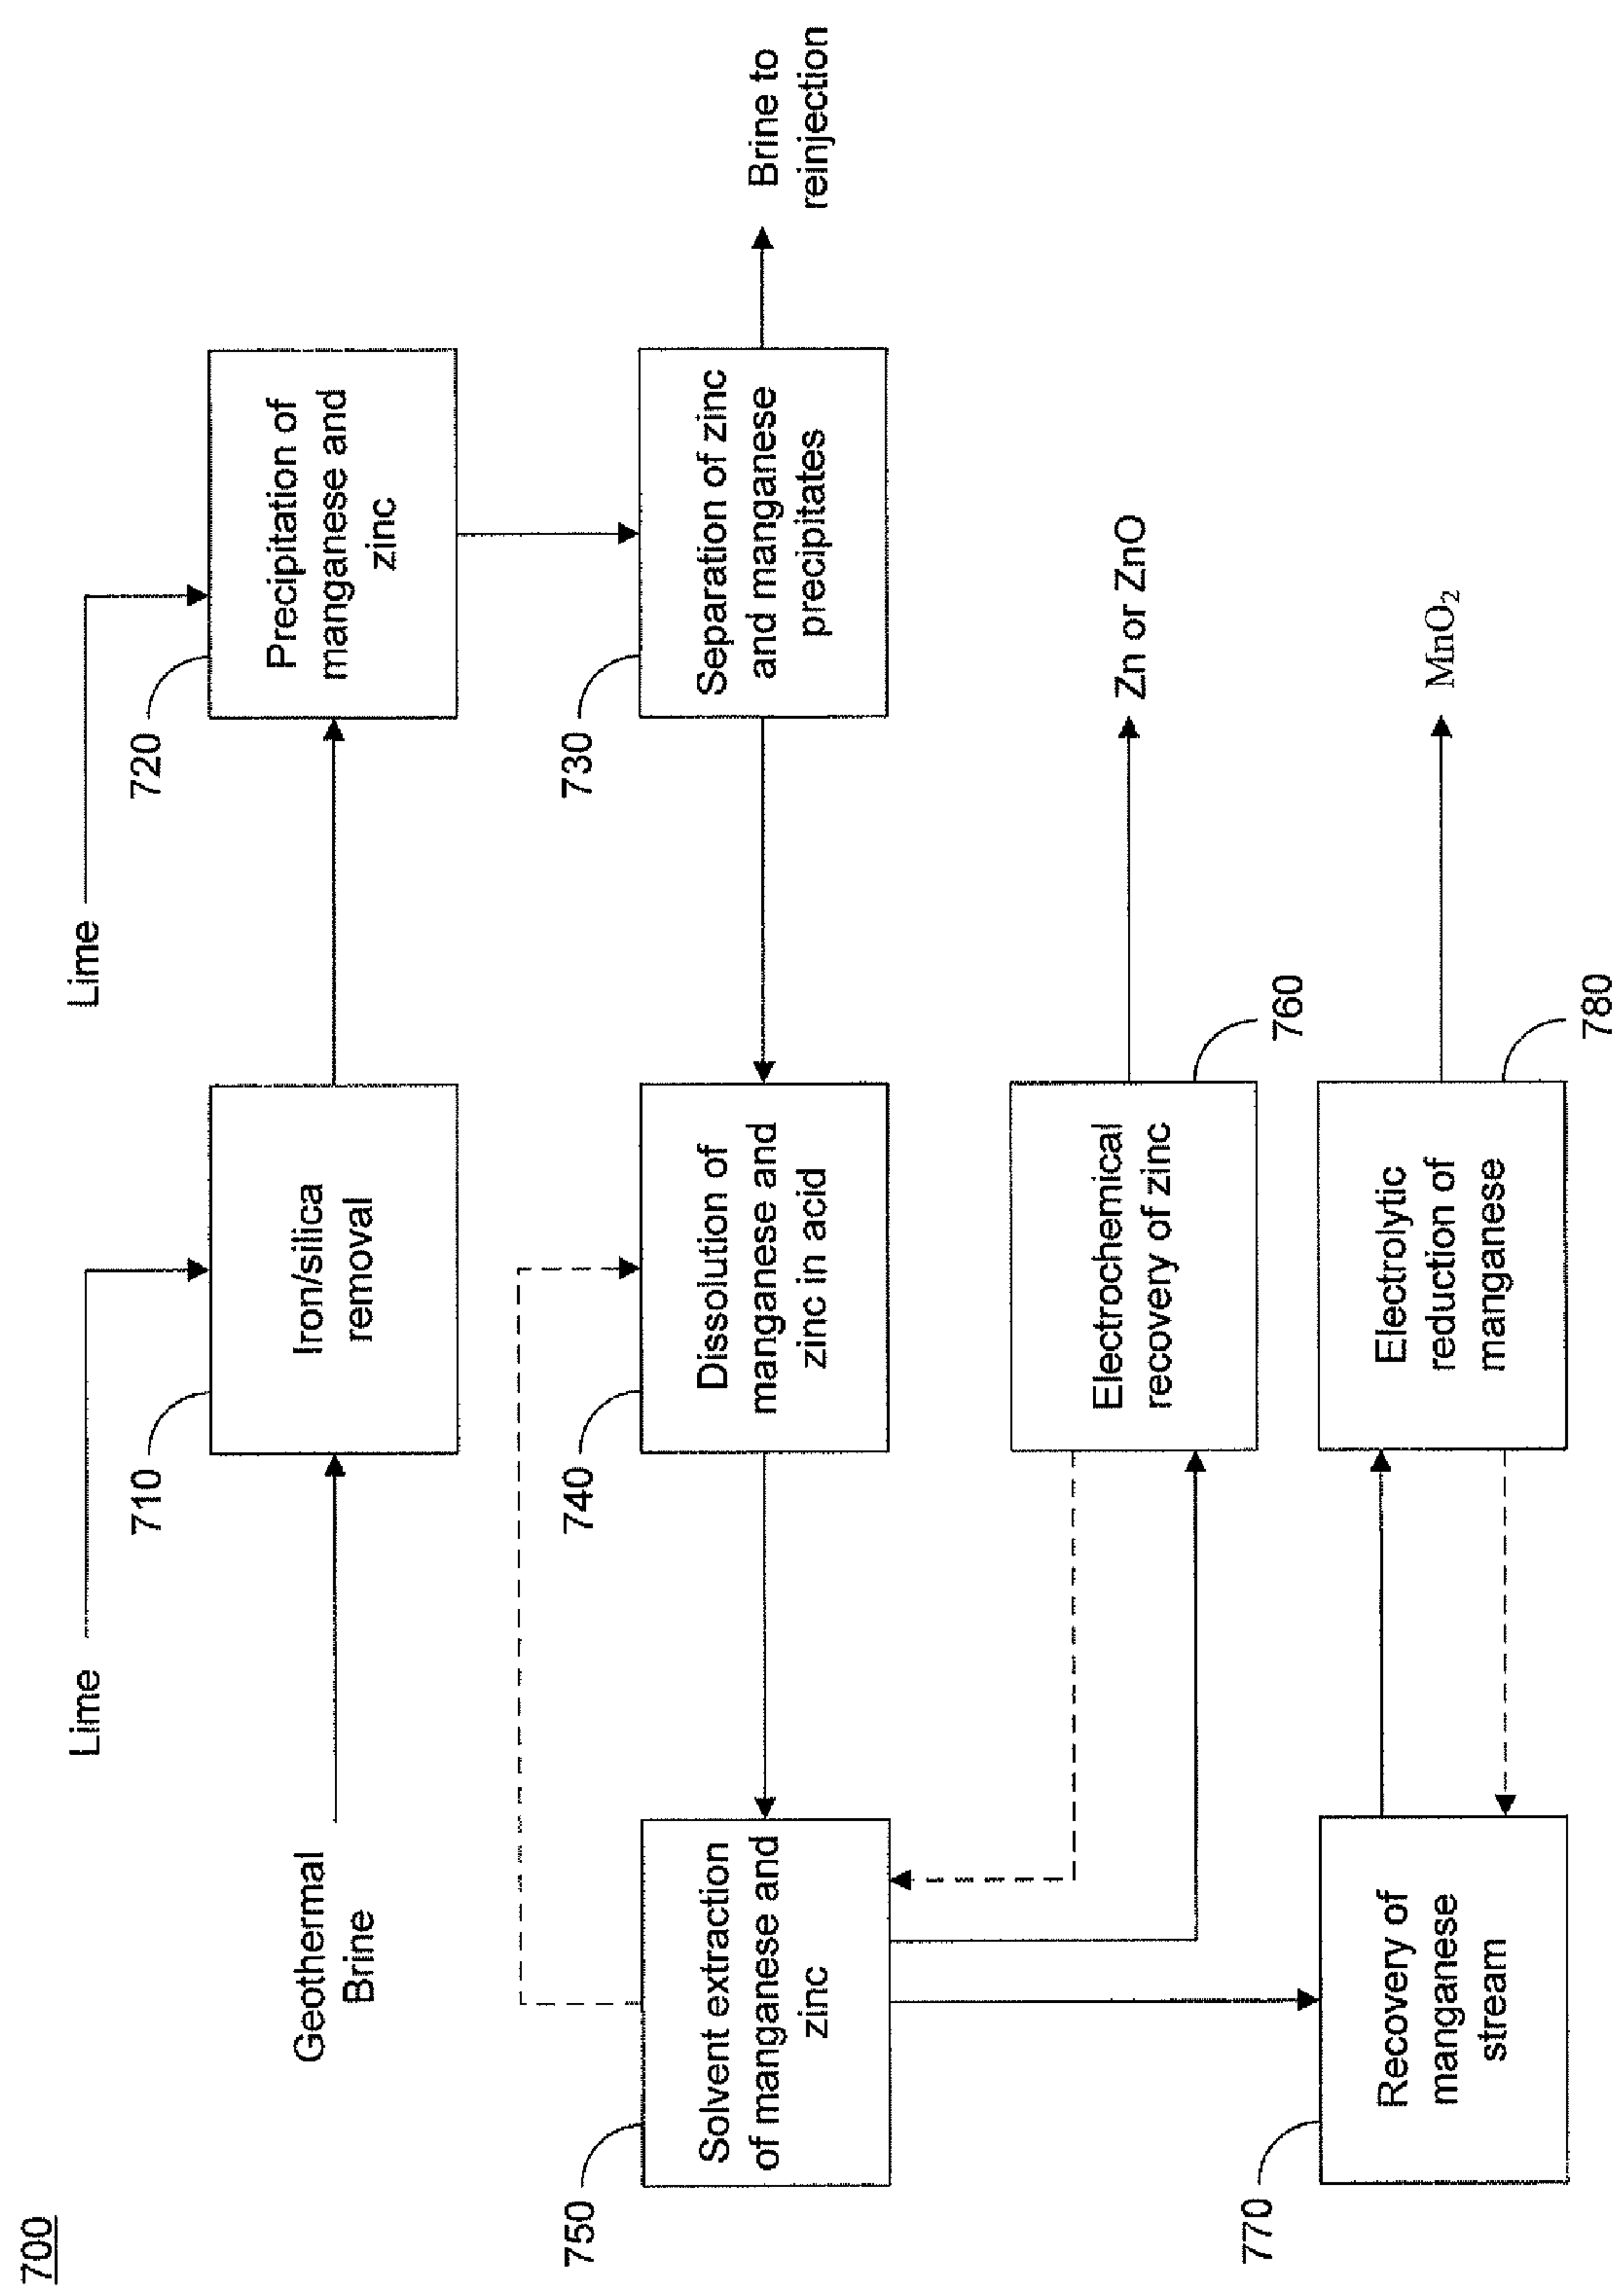 700
Lime
Lime
710
720
Geothermal
Brine
Iron/silica
removal
Precipitation of
manganese and
zinc
750
740
730
Solvent extraction
of manganese and
zinc
Dissolution of
manganese and
zinc in acid
Separation of zinc
and manganese
precipitates
Brine to
reinjection
Electrochemical
recovery of zinc
Zn or ZnO
760
770
Recovery of
manganese
stream
Electrolytic
reduction of
manganese
MnO₂
780